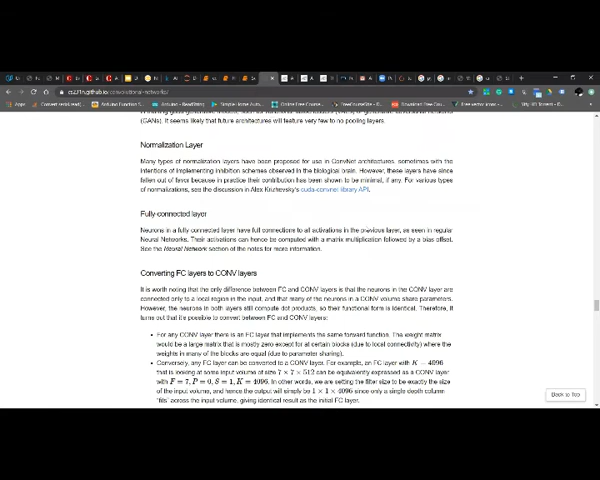 cs231n.github.io/convolutional-networks/
Apps
(GANs). It seems likely that future architectures will feature very few to no pooling layers.
Normalization Layer
Many types of normalization layers have been proposed for use in ConvNet architectures, sometimes with the
intentions of implementing inhibition schemes observed in the biological brain. However, these layers have since
fallen out of favor because in practice their contribution has been shown to be minimal, if any. For various types
of normalizations, see the discussion in Alex Krizhevsky's cuda-convnet library API.
Fully-connected layer
Neurons in a fully connected layer have full connections to all activations in the previous layer, as seen in regular
Neural Networks. Their activations can hence be computed with a matrix multiplication followed by a bias offset.
See the Neural Network section of the notes for more information.
Converting FC layers to CONV layers
It is worth noting that the only difference between FC and CONV layers is that the neurons in the CONV layer are
connected only to a local region in the input, and that many of the neurons in a CONV volume share parameters.
However, the neurons in both layers still compute dot products, so their functional form is identical. Therefore, it
turns out that it's possible to convert between FC and CONV layers:
• For any CONV layer there is an FC layer that implements the same forward function. The weight matrix
would be a large matrix that is mostly zero except for at certain blocks (due to local connectivity) where the
weights in many of the blocks are equal (due to parameter sharing).
• Conversely, any FC layer can be converted to a CONV layer. For example, an FC layer with K = 4096
that is looking at some input volume of size 7 × 7 × 512 can be equivalently expressed as a CONV layer
with F = 7, P = 0, S = 1, K = 4096. In other words, we are setting the filter size to be exactly the size
of the input volume, and hence the output will simply be 1 × 1 × 4096 since only a single depth column
"fits" across the input volume, giving identical result as the initial FC layer.
Back to Top